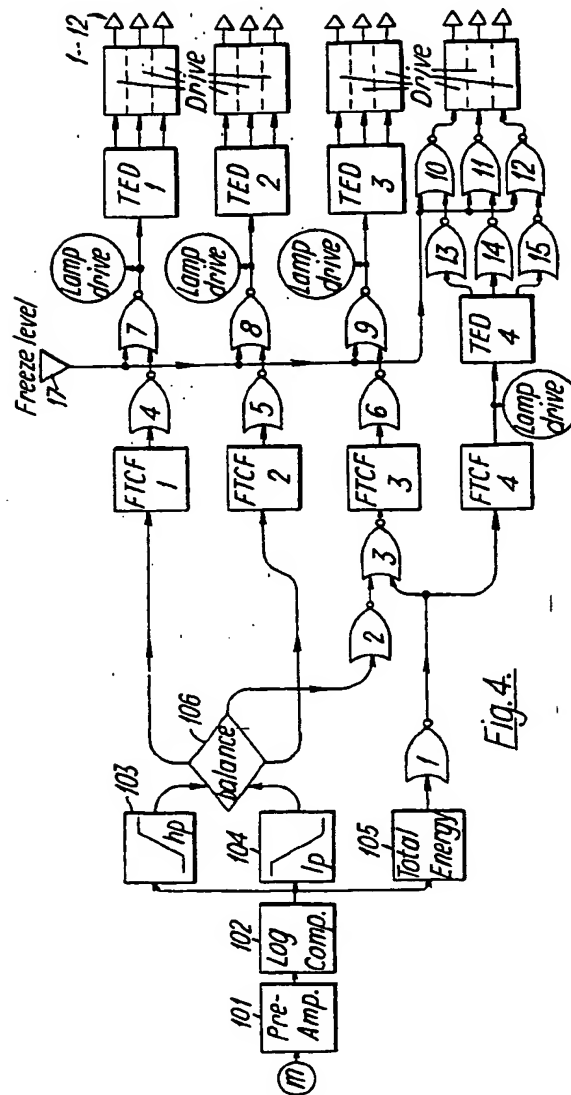 m
101
Pre-
Amp.
102
Log
Comp.
103
hp
104
lp
105
Total
Energy
106
balance
1
2
3
FTCF
1
FTCF
2
FTCF
3
FTCF
4
Freeze level
17
4
5
6
7
8
9
Lamp
drive
Lamp
drive
Lamp
drive
Lamp
drive
TED
1
TED
2
TED
3
TED
4
13
14
15
10
11
12
Drive
Drive
1--12
Fig.4.